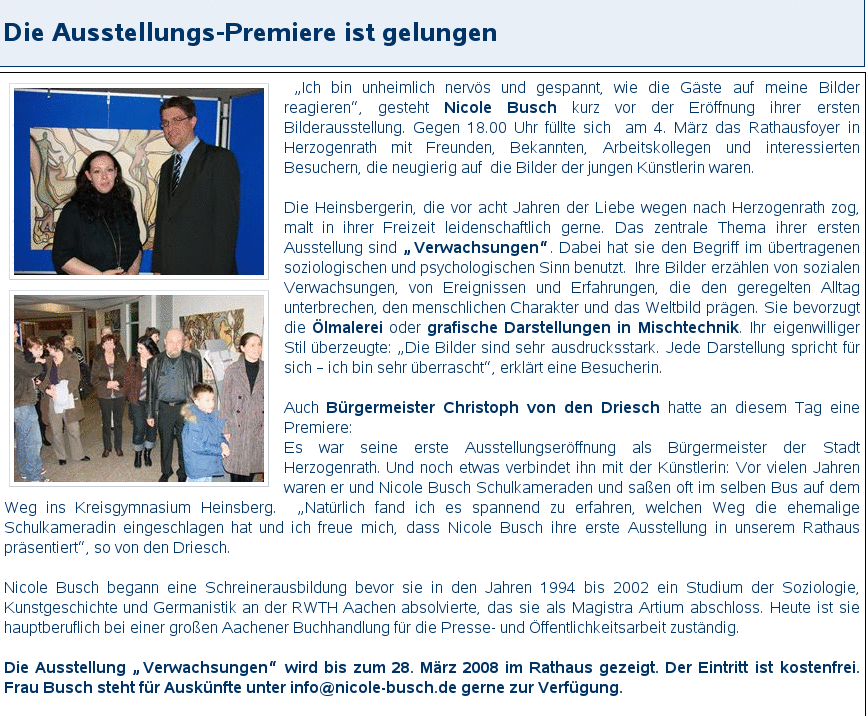 Die Ausstellungs-Premiere ist gelungen
„Ich bin unheimlich nervös und gespannt, wie die Gäste auf meine Bilder
reagieren“, gesteht Nicole Busch kurz vor der Eröffnung ihrer ersten
Bilderausstellung. Gegen 18.00 Uhr füllte sich am 4. März das Rathausfoyer in
Herzogenrath mit Freunden, Bekannten, Arbeitskollegen und interessierten
Besuchern, die neugierig auf die Bilder der jungen Künstlerin waren.
Die Heinsbergerin, die vor acht Jahren der Liebe wegen nach Herzogenrath zog,
malt in ihrer Freizeit leidenschaftlich gerne. Das zentrale Thema ihrer ersten
Ausstellung sind „Verwachsungen“. Dabei hat sie den Begriff im übertragenen
soziologischen und psychologischen Sinn benutzt. Ihre Bilder erzählen von sozialen
Verwachsungen, von Ereignissen und Erfahrungen, die den geregelten Alltag
unterbrechen, den menschlichen Charakter und das Weltbild prägen. Sie bevorzugt
die Ölmalerei oder grafische Darstellungen in Mischtechnik. Ihr eigenwilliger
Stil überzeugte: „Die Bilder sind sehr ausdrucksstark. Jede Darstellung spricht für
sich – ich bin sehr überrascht“, erklärt eine Besucherin.
Auch Bürgermeister Christoph von den Driesch hatte an diesem Tag eine
Premiere:
Es war seine erste Ausstellungseröffnung als Bürgermeister der Stadt
Herzogenrath. Und noch etwas verbindet ihn mit der Künstlerin: Vor vielen Jahren
waren er und Nicole Busch Schulkameraden und saßen oft im selben Bus auf dem
Weg ins Kreisgymnasium Heinsberg. „Natürlich fand ich es spannend zu erfahren, welchen Weg die ehemalige
Schulkameradin eingeschlagen hat und ich freue mich, dass Nicole Busch ihre erste Ausstellung in unserem Rathaus
präsentiert“, so von den Driesch.
Nicole Busch begann eine Schreinerausbildung bevor sie in den Jahren 1994 bis 2002 ein Studium der Soziologie,
Kunstgeschichte und Germanistik an der RWTH Aachen absolvierte, das sie als Magistra Artium abschloss. Heute ist sie
hauptberuflich bei einer großen Aachener Buchhandlung für die Presse- und Öffentlichkeitsarbeit zuständig.
Die Ausstellung „Verwachsungen“ wird bis zum 28. März 2008 im Rathaus gezeigt. Der Eintritt ist kostenfrei.
Frau Busch steht für Auskünfte unter info@nicole-busch.de gerne zur Verfügung.